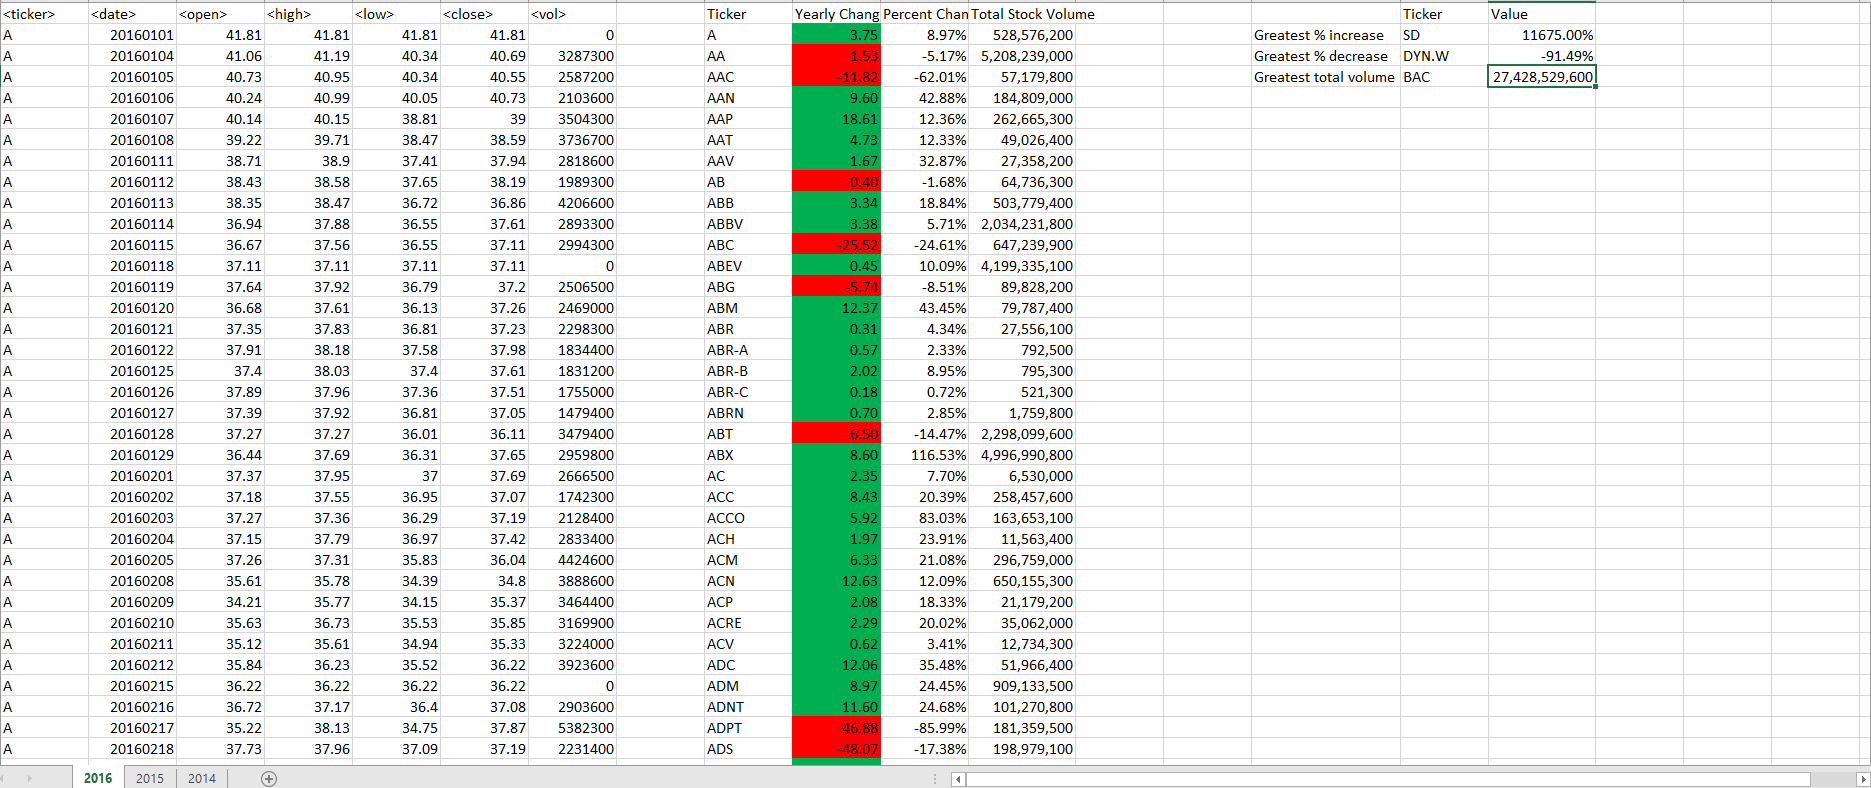 <ticker> <date> <open> <high> <low> <close> <vol> Ticker Yearly Chang Percent Chan Total Stock Volume Ticker Value
A 20160101 41.81 41.81 41.81 41.81 0 A 3.75 8.97% 528,576,200 Greatest % increase SD 11675.00%
A 20160104 41.06 41.19 40.34 40.69 3287300 AA -1.53 -5.17% 5,208,239,000 Greatest % decrease DYN.W -91.49%
A 20160105 40.73 40.95 40.34 40.55 2587200 AAC -11.82 -62.01% 57,179,800 Greatest total volume BAC 27,428,529,600
A 20160106 40.24 40.99 40.05 40.73 2103600 AAN 9.60 42.88% 184,809,000
A 20160107 40.14 40.15 38.81 39 3504300 AAP 18.61 12.36% 262,665,300
A 20160108 39.22 39.71 38.47 38.59 3736700 AAT 4.73 12.33% 49,026,400
A 20160111 38.71 38.9 37.41 37.94 2818600 AAV 1.67 32.87% 27,358,200
A 20160112 38.43 38.58 37.65 38.19 1989300 AB -0.40 -1.68% 64,736,300
A 20160113 38.35 38.47 36.72 36.86 4206600 ABB 3.34 18.84% 503,779,400
A 20160114 36.94 37.88 36.55 37.61 2893300 ABBV 3.38 5.71% 2,034,231,800
A 20160115 36.67 37.56 36.55 37.11 2994300 ABC -25.52 -24.61% 647,239,900
A 20160118 37.11 37.11 37.11 37.11 0 ABEV 0.45 10.09% 4,199,335,100
A 20160119 37.64 37.92 36.79 37.2 2506500 ABG -5.74 -8.51% 89,828,200
A 20160120 36.68 37.61 36.13 37.26 2469000 ABM 12.37 43.45% 79,787,400
A 20160121 37.35 37.83 36.81 37.23 2298300 ABR 0.31 4.34% 27,556,100
A 20160122 37.91 38.18 37.58 37.98 1834400 ABR-A 0.57 2.33% 792,500
A 20160125 37.4 38.03 37.4 37.61 1831200 ABR-B 2.02 8.95% 795,300
A 20160126 37.89 37.96 37.36 37.51 1755000 ABR-C 0.18 0.72% 521,300
A 20160127 37.39 37.92 36.81 37.05 1479400 ABRN 0.70 2.85% 1,759,800
A 20160128 37.27 37.27 36.01 36.11 3479400 ABT -6.50 -14.47% 2,298,099,600
A 20160129 36.44 37.69 36.31 37.65 2959800 ABX 8.60 116.53% 4,996,990,800
A 20160201 37.37 37.95 37 37.69 2666500 AC 2.35 7.70% 6,530,000
A 20160202 37.18 37.55 36.95 37.07 1742300 ACC 8.43 20.39% 258,457,600
A 20160203 37.27 37.36 36.29 37.19 2128400 ACCO 5.92 83.03% 163,653,100
A 20160204 37.15 37.79 36.97 37.42 2833400 ACH 1.97 23.91% 11,563,400
A 20160205 37.26 37.31 35.83 36.04 4424600 ACM 6.33 21.08% 296,759,000
A 20160208 35.61 35.78 34.39 34.8 3888600 ACN 12.63 12.09% 650,155,300
A 20160209 34.21 35.77 34.15 35.37 3464400 ACP 2.08 18.33% 21,179,200
A 20160210 35.63 36.73 35.53 35.85 3169900 ACRE 2.29 20.02% 35,062,000
A 20160211 35.12 35.61 34.94 35.33 3224000 ACV 0.62 3.41% 12,734,300
A 20160212 35.84 36.23 35.52 36.22 3923600 ADC 12.06 35.48% 51,966,400
A 20160215 36.22 36.22 36.22 36.22 0 ADM 8.97 24.45% 909,133,500
A 20160216 36.72 37.17 36.4 37.08 2903600 ADNT 11.60 24.68% 101,270,800
A 20160217 35.22 38.13 34.75 37.87 5382300 ADPT -46.88 -85.99% 181,359,500
A 20160218 37.73 37.96 37.09 37.19 2231400 ADS -48.07 -17.38% 198,979,100
2016 2015 2014